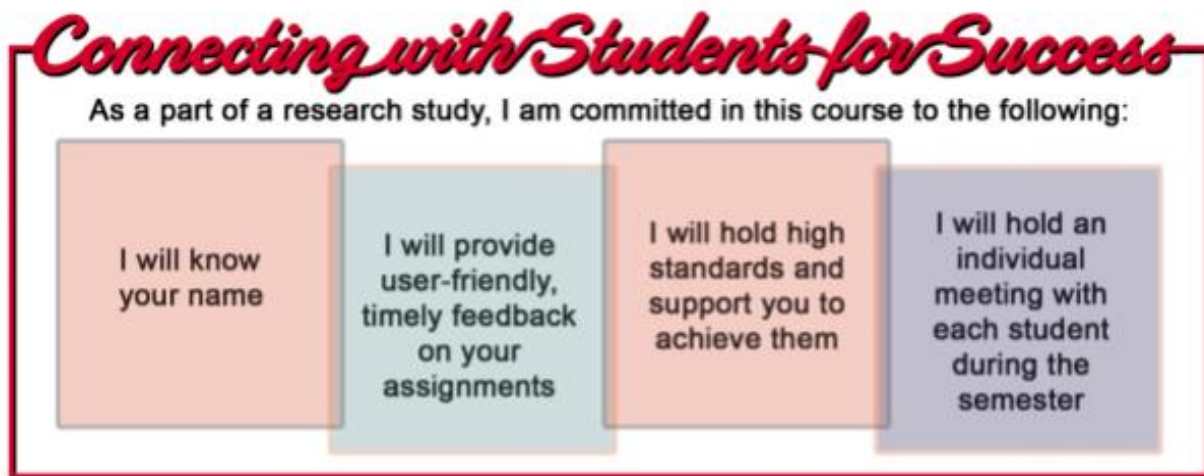 Connecting with Students for Success
As a part of a research study, I am committed in this course to the following:
I will know
your name
I will provide
user-friendly,
timely feedback
on your
assignments
I will hold high
standards and
support you to
achieve them
I will hold an
individual
meeting with
each student
during the
semester